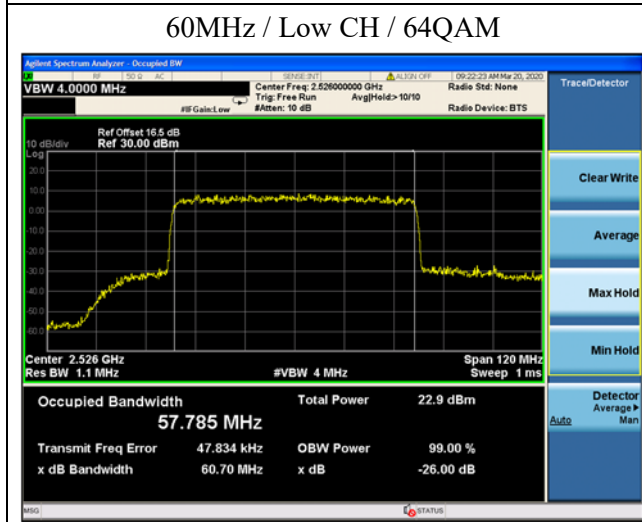 60MHz / Low CH / 64QAM
Agilent Spectrum Analyzer - Occupied BW
RF 50 Ω AC SENSE:INT ALIGN OFF 09:22:23 AM Mar 20, 2020
VBW 4.0000 MHz Center Freq: 2.526000000 GHz Radio Std: None
Trig: Free Run Avg|Hold:> 10/10
#IFGain:Low #Atten: 10 dB Radio Device: BTS
Trace/Detector
Ref Offset 16.5 dB
10 dB/div Ref 30.00 dBm
Log
20.0
10.0
0.00
-10.0
-20.0
-30.0
-40.0
-50.0
-60.0
Clear Write
Average
Max Hold
Min Hold
Center 2.526 GHz Span 120 MHz
Res BW 1.1 MHz #VBW 4 MHz Sweep 1 ms
Occupied Bandwidth Total Power 22.9 dBm
57.785 MHz
Transmit Freq Error 47.834 kHz OBW Power 99.00 %
x dB Bandwidth 60.70 MHz x dB -26.00 dB
Detector
Average▶
Auto Man
MSG STATUS